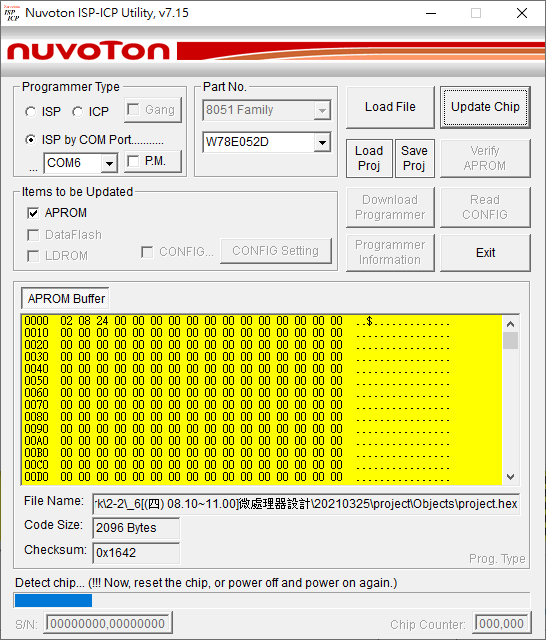 Nuvoton ISP-ICP Utility, v7.15
nuvoTon
Programmer Type
ISP
ICP
Gang
ISP by COM Port...........
...
COM6
P.M.
Part No.
8051 Family
W78E052D
Load File
Update Chip
Load Proj
Save Proj
Verify APROM
Items to be Updated
APROM
DataFlash
LDROM
CONFIG...
CONFIG Setting
Download Programmer
Read CONFIG
Programmer Information
Exit
APROM Buffer
0000 02 08 24 00 00 00 00 00 00 00 00 00 00 00 00 00 ..$.............
0010 00 00 00 00 00 00 00 00 00 00 00 00 00 00 00 00 ................
0020 00 00 00 00 00 00 00 00 00 00 00 00 00 00 00 00 ................
0030 00 00 00 00 00 00 00 00 00 00 00 00 00 00 00 00 ................
0040 00 00 00 00 00 00 00 00 00 00 00 00 00 00 00 00 ................
0050 00 00 00 00 00 00 00 00 00 00 00 00 00 00 00 00 ................
0060 00 00 00 00 00 00 00 00 00 00 00 00 00 00 00 00 ................
0070 00 00 00 00 00 00 00 00 00 00 00 00 00 00 00 00 ................
0080 00 00 00 00 00 00 00 00 00 00 00 00 00 00 00 00 ................
0090 00 00 00 00 00 00 00 00 00 00 00 00 00 00 00 00 ................
00A0 00 00 00 00 00 00 00 00 00 00 00 00 00 00 00 00 ................
00B0 00 00 00 00 00 00 00 00 00 00 00 00 00 00 00 00 ................
00C0 00 00 00 00 00 00 00 00 00 00 00 00 00 00 00 00 ................
00D0 00 00 00 00 00 00 00 00 00 00 00 00 00 00 00 00 ................
File Name: k\2-2\_6[(四) 08.10~11.00]微處理器設計\20210325\project\Objects\project.hex
Code Size: 2096 Bytes
Checksum: 0x1642
Prog. Type
Detect chip... (!!! Now, reset the chip, or power off and power on again.)
S/N: 00000000,00000000
Chip Counter: 000,000